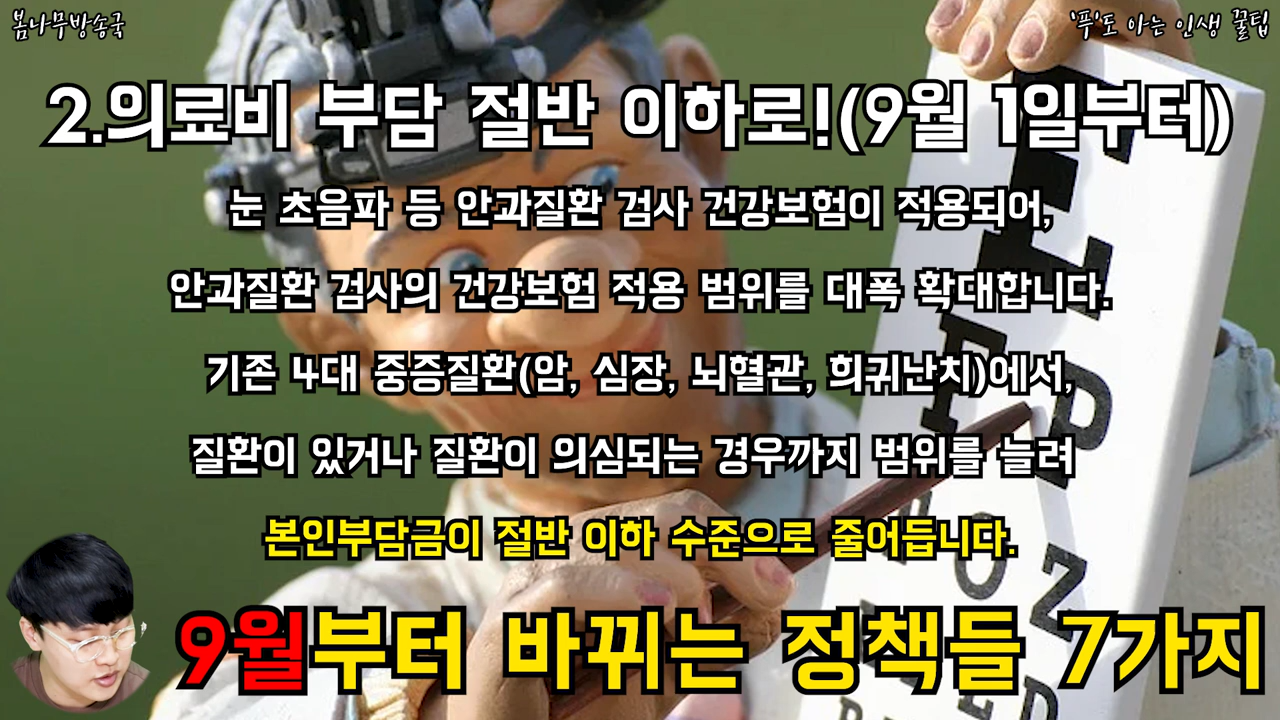 봄나무방송국
'푸'도 아는 인생 꿀팁
2.의료비 부담 절반 이하로!(9월 1일부터)
눈 초음파 등 안과질환 검사 건강보험이 적용되어,
안과질환 검사의 건강보험 적용 범위를 대폭 확대합니다.
기존 4대 중증질환(암, 심장, 뇌혈관, 희귀난치)에서,
질환이 있거나 질환이 의심되는 경우까지 범위를 늘려
본인부담금이 절반 이하 수준으로 줄어듭니다.
9월부터 바뀌는 정책들 7가지